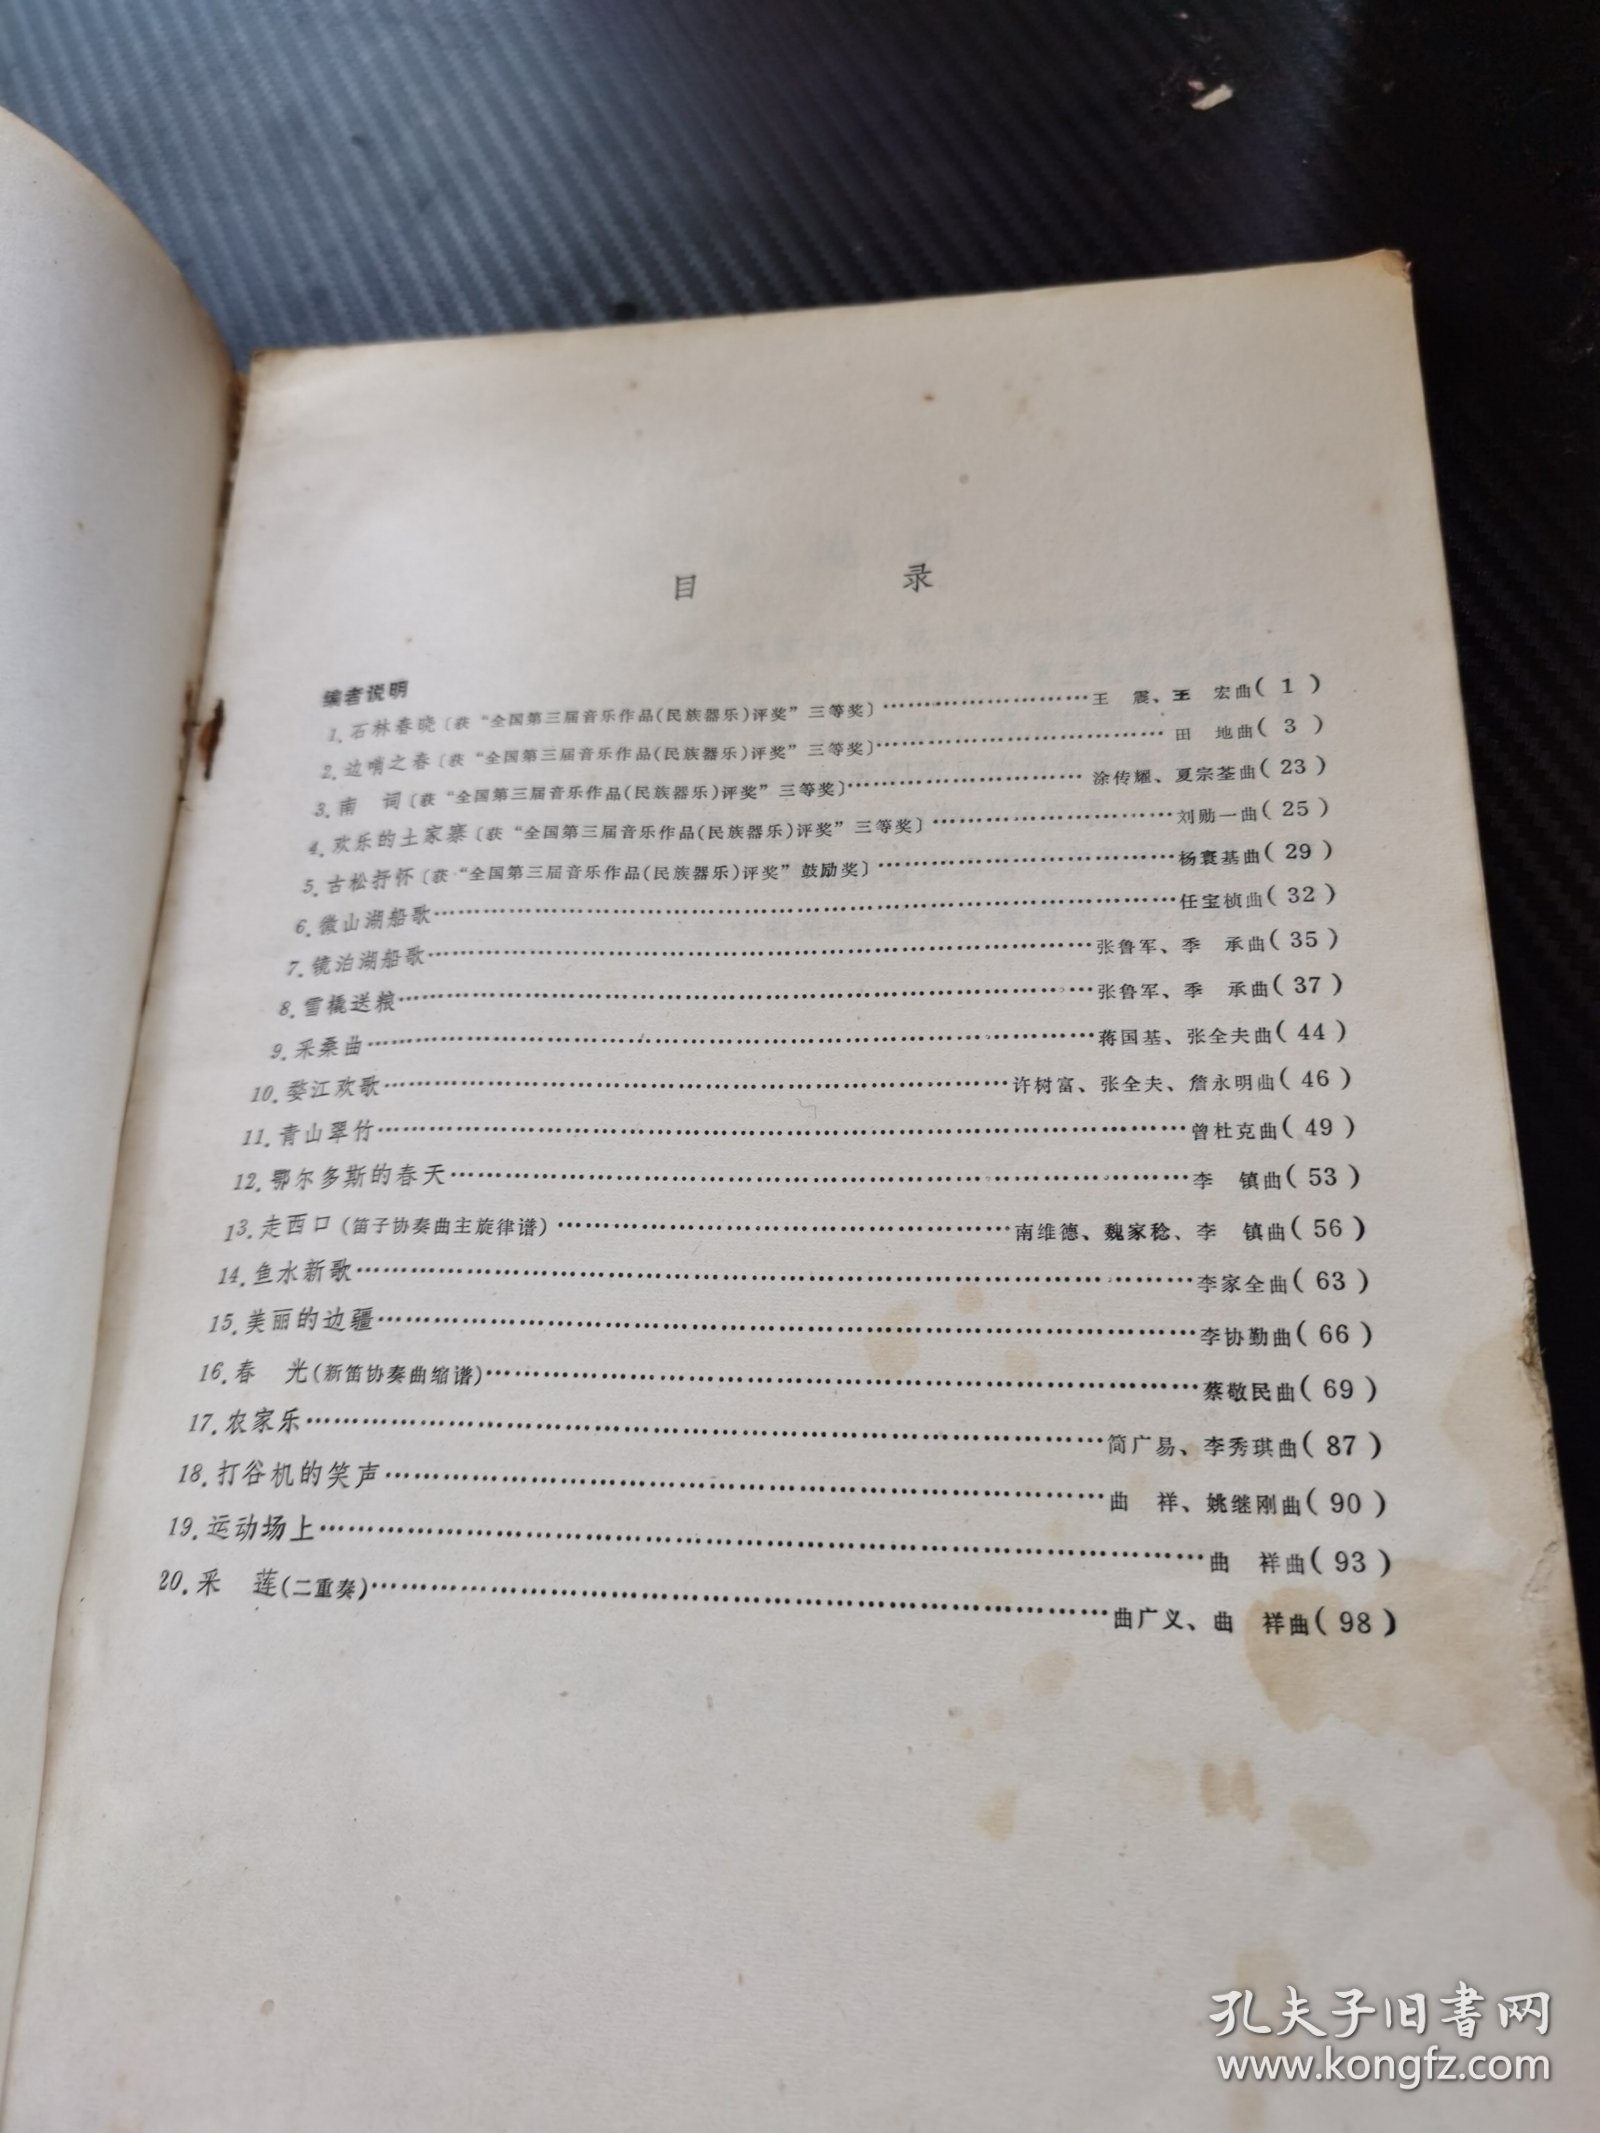 目 录
编者说明
1.石林春晓〔获“全国第三届音乐作品(民族器乐)评奖”三等奖〕……王 震、王 宏曲( 1 )
2.边哨之春〔获“全国第三届音乐作品(民族器乐)评奖”三等奖〕……田 地曲( 3 )
3.南 词〔获“全国第三届音乐作品(民族器乐)评奖”三等奖〕……涂传耀、夏宗荃曲( 23 )
4.欢乐的土家寨〔获“全国第三届音乐作品(民族器乐)评奖”三等奖〕……刘勋一曲( 25 )
5.古松抒怀〔获“全国第三届音乐作品(民族器乐)评奖”鼓励奖〕……杨寰基曲( 29 )
6.微山湖船歌……任宝桢曲( 32 )
7.镜泊湖船歌……张鲁军、季 承曲( 35 )
8.雪橇送粮……张鲁军、季 承曲( 37 )
9.采桑曲……蒋国基、张全夫曲( 44 )
10.婺江欢歌……许树富、张全夫、詹永明曲( 46 )
11.青山翠竹……曾杜克曲( 49 )
12.鄂尔多斯的春天……李 镇曲( 53 )
13.走西口(笛子协奏曲主旋律谱)……南维德、魏家稔、李 镇曲( 56 )
14.鱼水新歌……李家全曲( 63 )
15.美丽的边疆……李协勤曲( 66 )
16.春 光(新笛协奏曲缩谱)……蔡敬民曲( 69 )
17.农家乐……简广易、李秀琪曲( 87 )
18.打谷机的笑声……曲 祥、姚继刚曲( 90 )
19.运动场上……曲 祥曲( 93 )
20.采 莲(二重奏)……曲广义、曲 祥曲( 98 )
孔夫子旧书网
www.kongfz.com